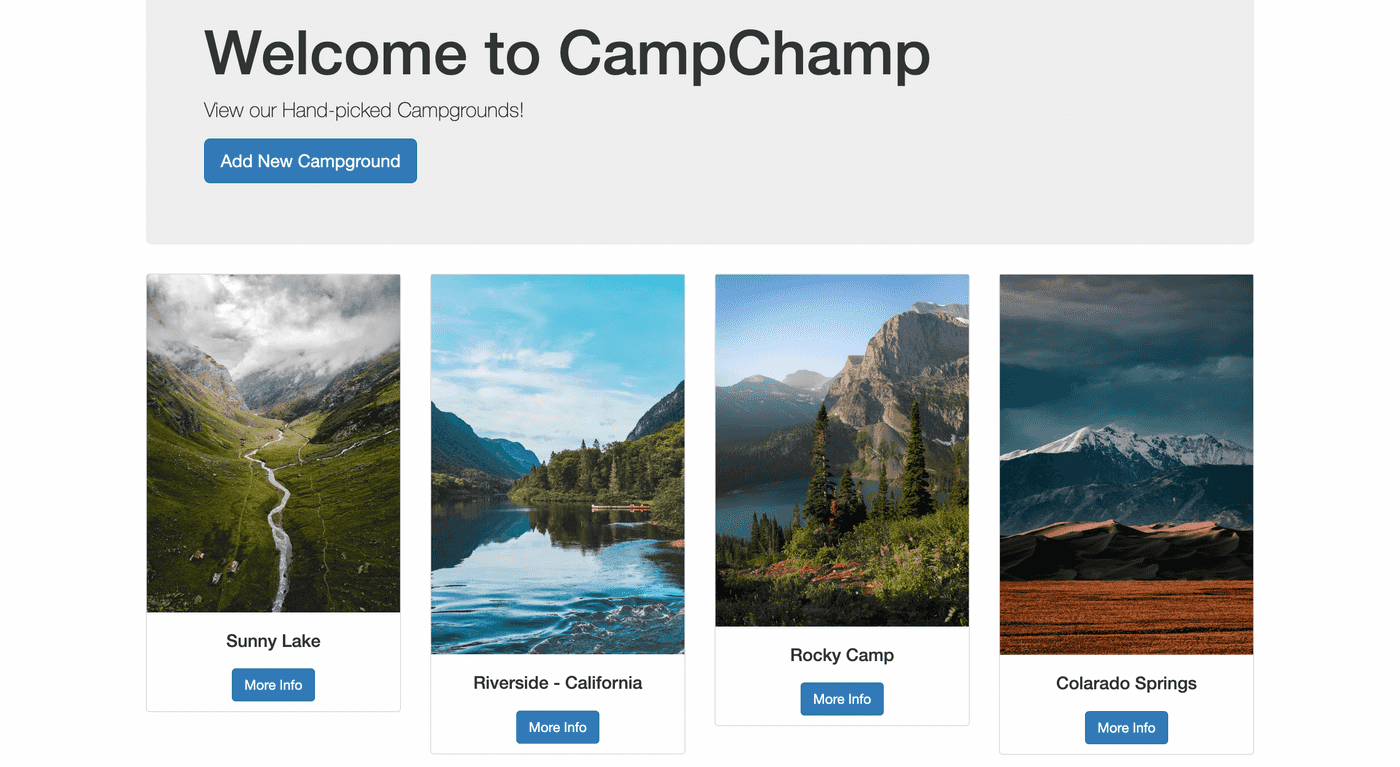 Welcome to CampChamp
View our Hand-picked Campgrounds!
Add New Campground
Sunny Lake
More Info
Riverside - California
More Info
Rocky Camp
More Info
Colarado Springs
More Info